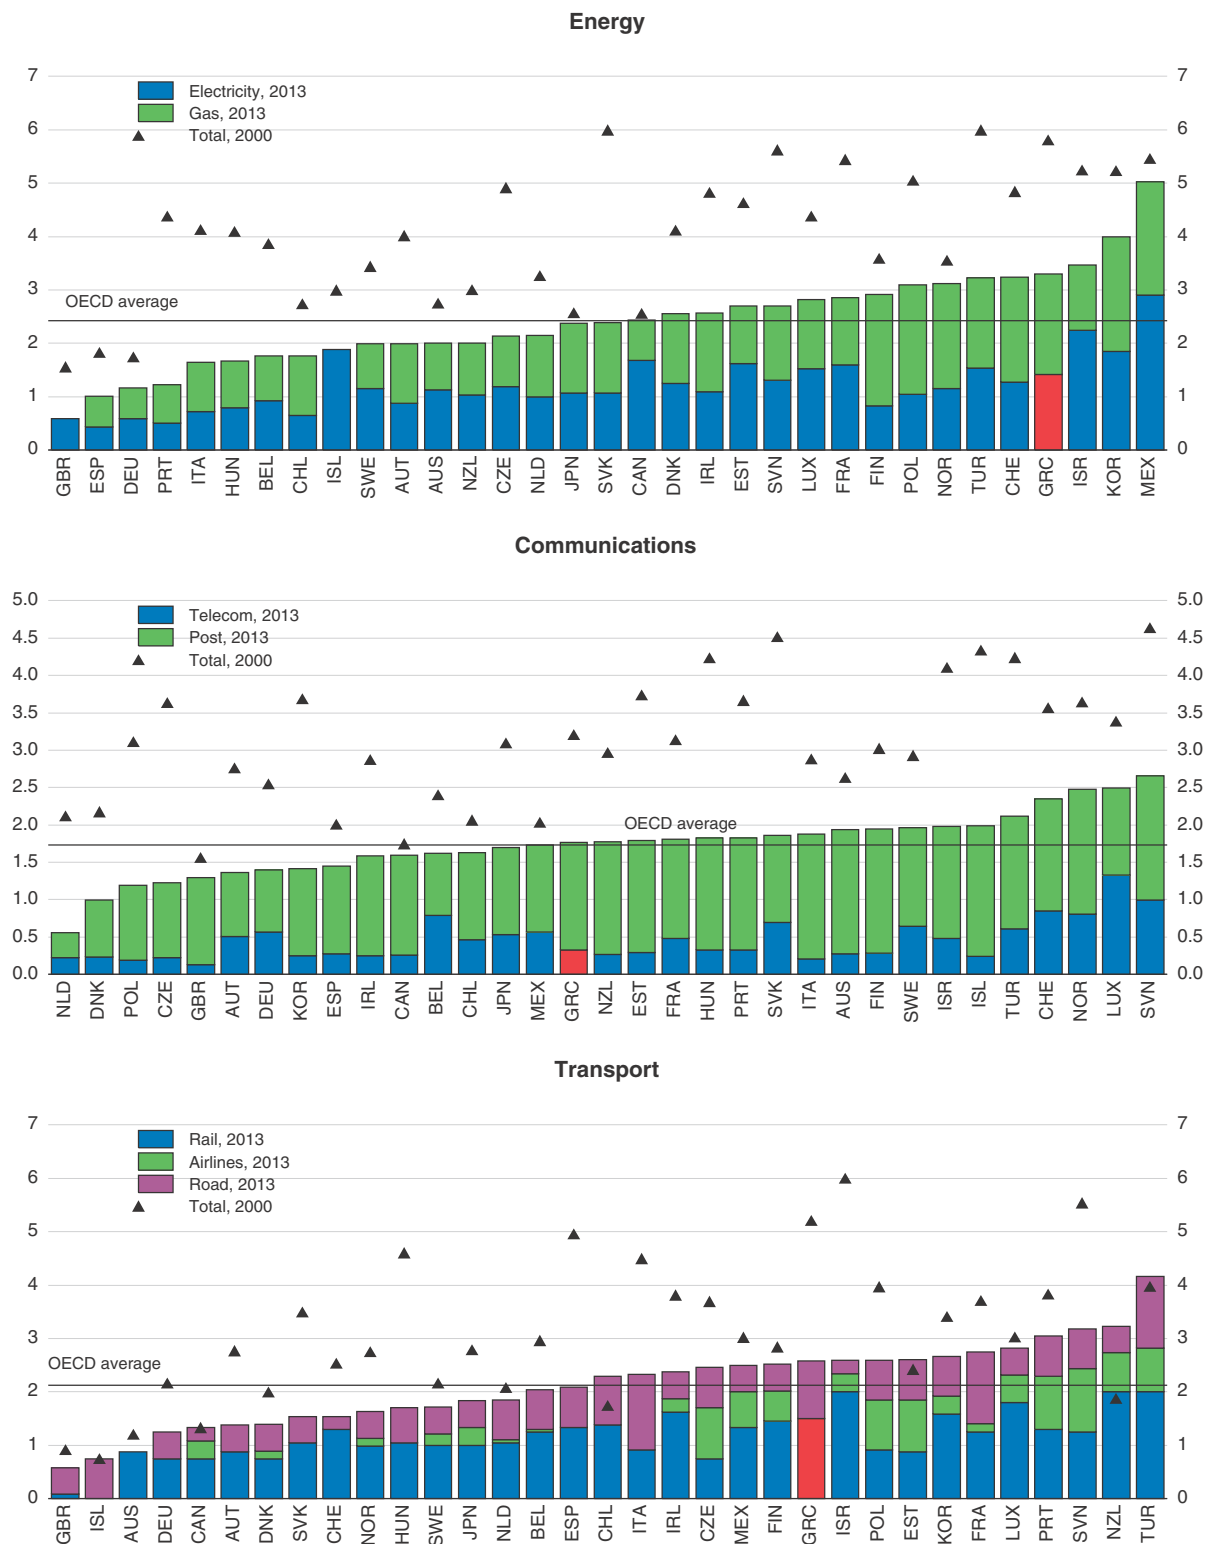 Energy
7 7
Electricity, 2013
Gas, 2013
6 Total, 2000 6
5 5
4 4
3 3
OECD average
2 2
1 1
0 0
GBR ESP DEU PRT ITA HUN BEL CHL ISL SWE AUT AUS NZL CZE NLD JPN SVK CAN DNK IRL EST SVN LUX FRA FIN POL NOR TUR CHE GRC ISR KOR MEX
Communications
5.0 5.0
Telecom, 2013
4.5 Post, 2013 4.5
Total, 2000
4.0 4.0
3.5 3.5
3.0 3.0
2.5 2.5
2.0 OECD average 2.0
1.5 1.5
1.0 1.0
0.5 0.5
0.0 0.0
NLD DNK POL CZE GBR AUT DEU KOR ESP IRL CAN BEL CHL JPN MEX GRC NZL EST FRA HUN PRT SVK ITA AUS FIN SWE ISR ISL TUR CHE NOR LUX SVN
Transport
7 7
Rail, 2013
Airlines, 2013
6 Road, 2013 6
Total, 2000
5 5
4 4
3 3
OECD average
2 2
1 1
0 0
GBR ISL AUS DEU CAN AUT DNK SVK CHE NOR HUN SWE JPN NLD BEL ESP CHL ITA IRL CZE MEX FIN GRC ISR POL EST KOR FRA LUX PRT SVN NZL TUR